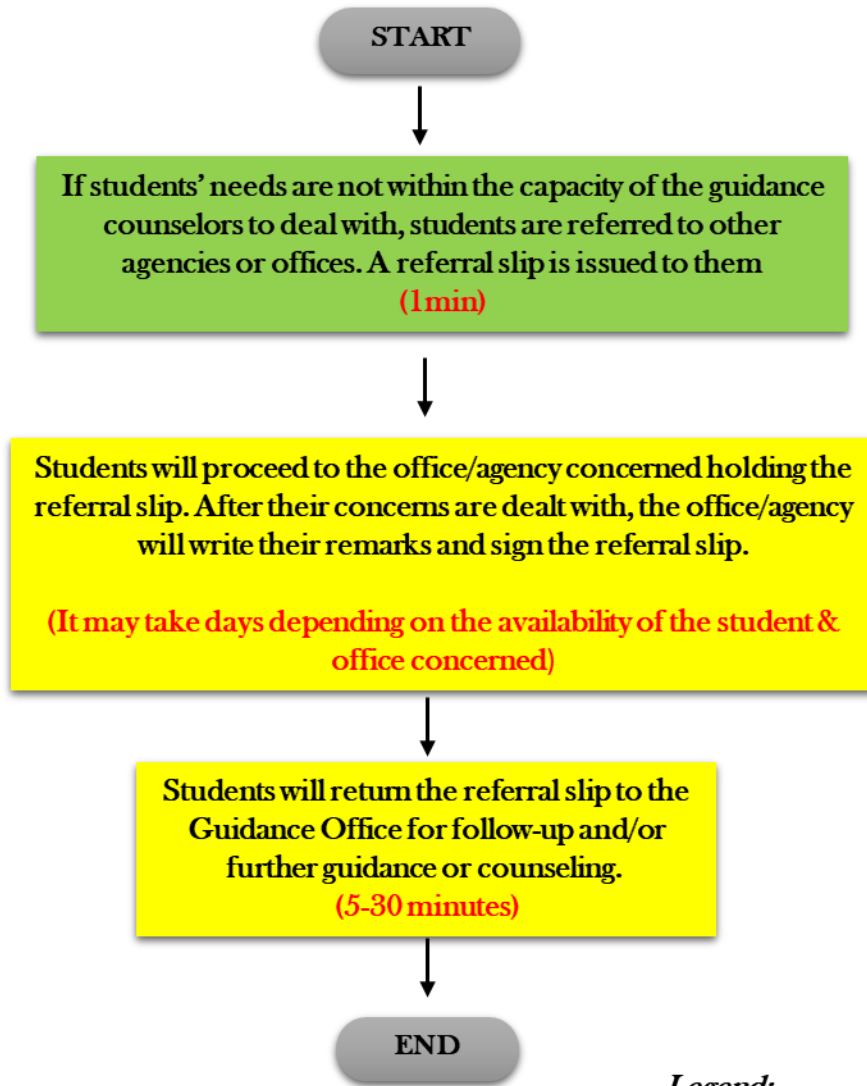 START
If students’ needs are not within the capacity of the guidance
counselors to deal with, students are referred to other
agencies or offices. A referral slip is issued to them
(1min)
Students will proceed to the office/agency concerned holding the
referral slip. After their concerns are dealt with, the office/agency
will write their remarks and sign the referral slip.
(It may take days depending on the availability of the student &
office concerned)
Students will return the referral slip to the
Guidance Office for follow-up and/or
further guidance or counseling.
(5-30 minutes)
END
Legend: